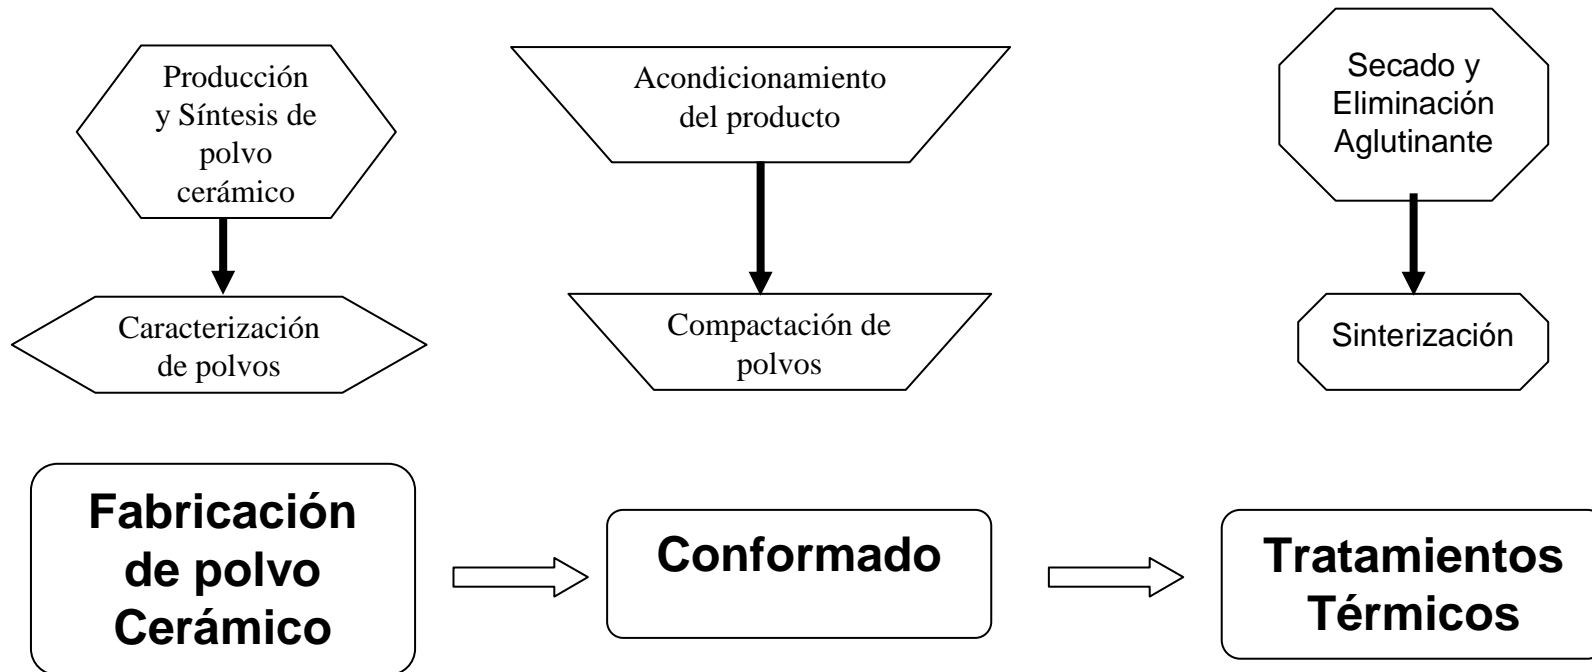 Producción
y Síntesis de
polvo
cerámico
Caracterización
de polvos
Acondicionamiento
del producto
Compactación de
polvos
Secado y
Eliminación
Aglutinante
Sinterización
Fabricación
de polvo
Cerámico
Conformado
Tratamientos
Térmicos